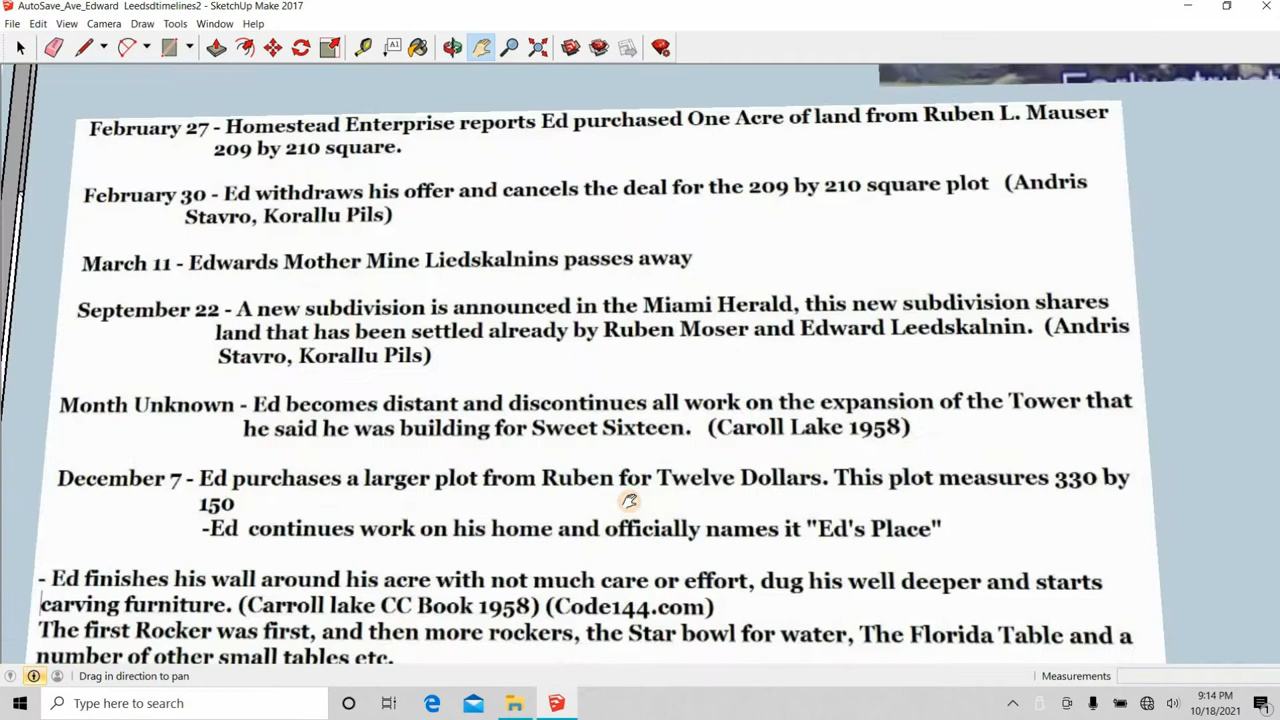 AutoSave_Ave_Edward Leedsdtimelines2 - SketchUp Make 2017
File Edit View Camera Draw Tools Window Help
February 27 - Homestead Enterprise reports Ed purchased One Acre of land from Ruben L. Mauser
209 by 210 square.
February 30 - Ed withdraws his offer and cancels the deal for the 209 by 210 square plot (Andris
Stavro, Korallu Pils)
March 11 - Edwards Mother Mine Liedskalnins passes away
September 22 - A new subdivision is announced in the Miami Herald, this new subdivision shares
land that has been settled already by Ruben Moser and Edward Leedskalnin. (Andris
Stavro, Korallu Pils)
Month Unknown - Ed becomes distant and discontinues all work on the expansion of the Tower that
he said he was building for Sweet Sixteen. (Caroll Lake 1958)
December 7 - Ed purchases a larger plot from Ruben for Twelve Dollars. This plot measures 330 by
150
-Ed continues work on his home and officially names it "Ed's Place"
- Ed finishes his wall around his acre with not much care or effort, dug his well deeper and starts
carving furniture. (Carroll lake CC Book 1958) (Code144.com)
The first Rocker was first, and then more rockers, the Star bowl for water, The Florida Table and a
number of other small tables etc.
Drag in direction to pan
Measurements
Type here to search
9:14 PM
10/18/2021